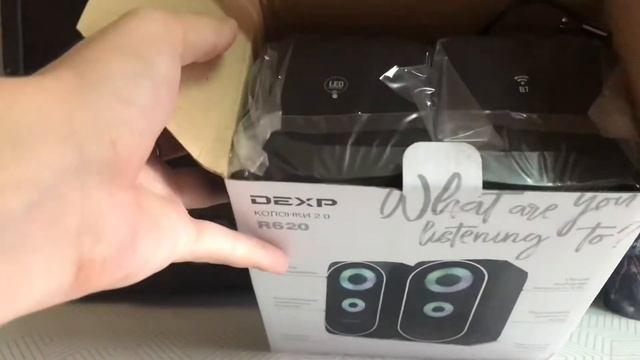 LED
BT
DEXP
КОЛОНКИ 2.0
R620
What are you
listening to?